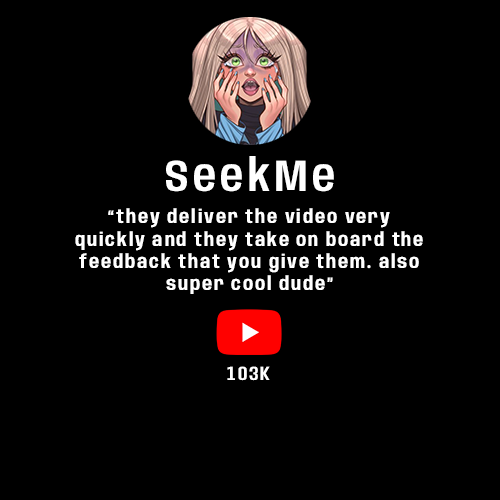 SeekMe
"they deliver the video very
quickly and they take on board the
feedback that you give them. also
super cool dude"
103K